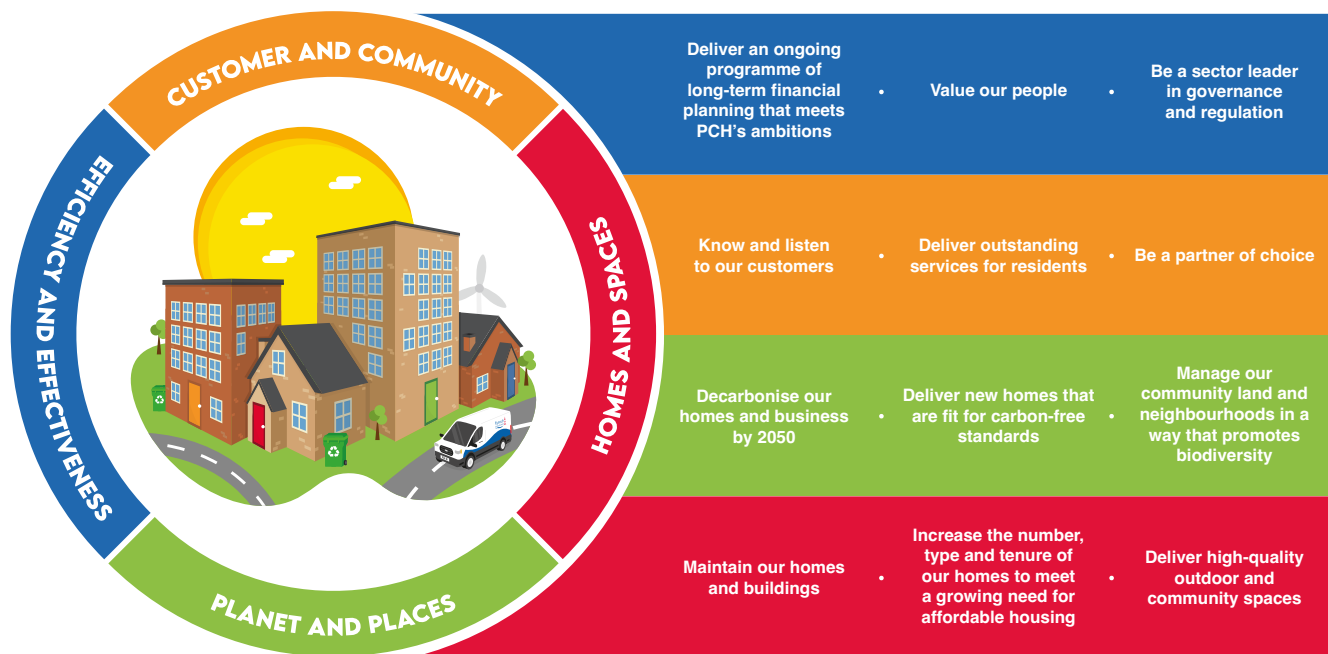 CUSTOMER AND COMMUNITY
EFFICIENCY AND EFFECTIVENESS
HOMES AND SPACES
PLANET AND PLACES
Deliver an ongoing
programme of
long-term financial
planning that meets
PCH’s ambitions
•
Value our people
•
Be a sector leader
in governance
and regulation
Know and listen
to our customers
•
Deliver outstanding
services for residents
•
Be a partner of choice
Decarbonise our
homes and business
by 2050
•
Deliver new homes that
are fit for carbon-free
standards
•
Manage our
community land and
neighbourhoods in a
way that promotes
biodiversity
Maintain our homes
and buildings
•
Increase the number,
type and tenure of
our homes to meet
a growing need for
affordable housing
•
Deliver high-quality
outdoor and
community spaces